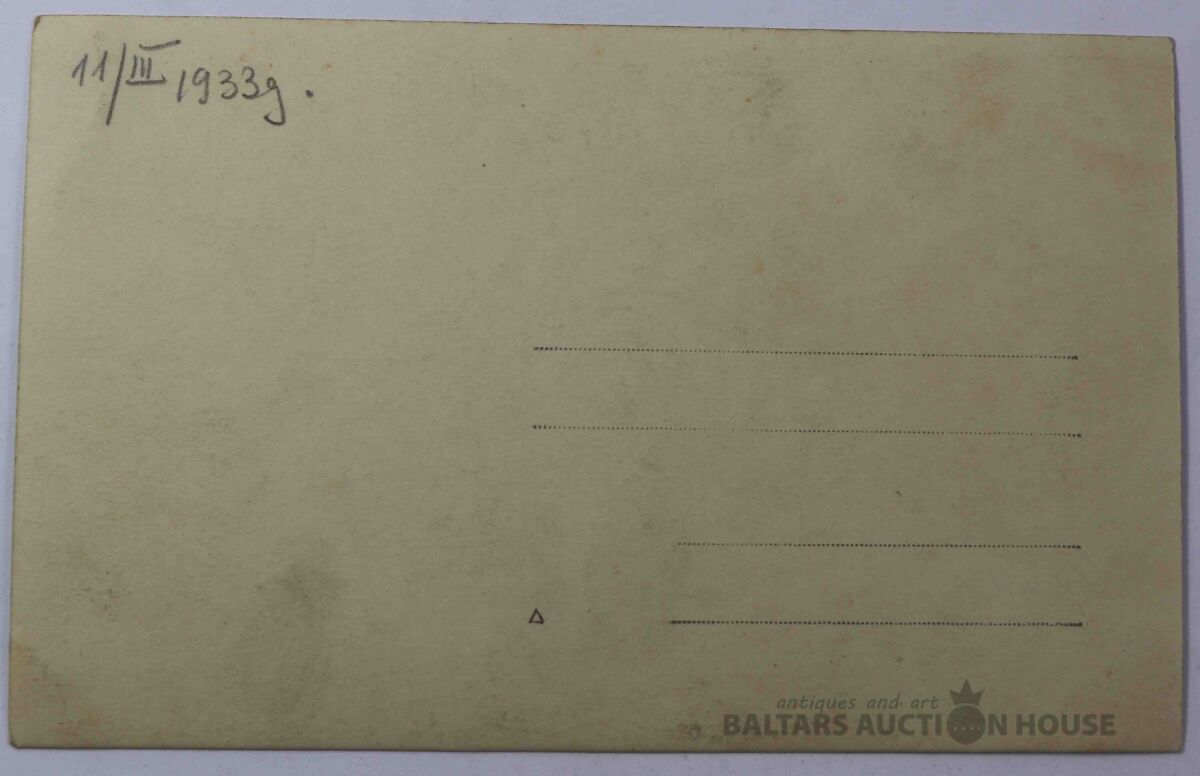 11/III 1933g.
antiques and art
BALTARS AUCTION HOUSE